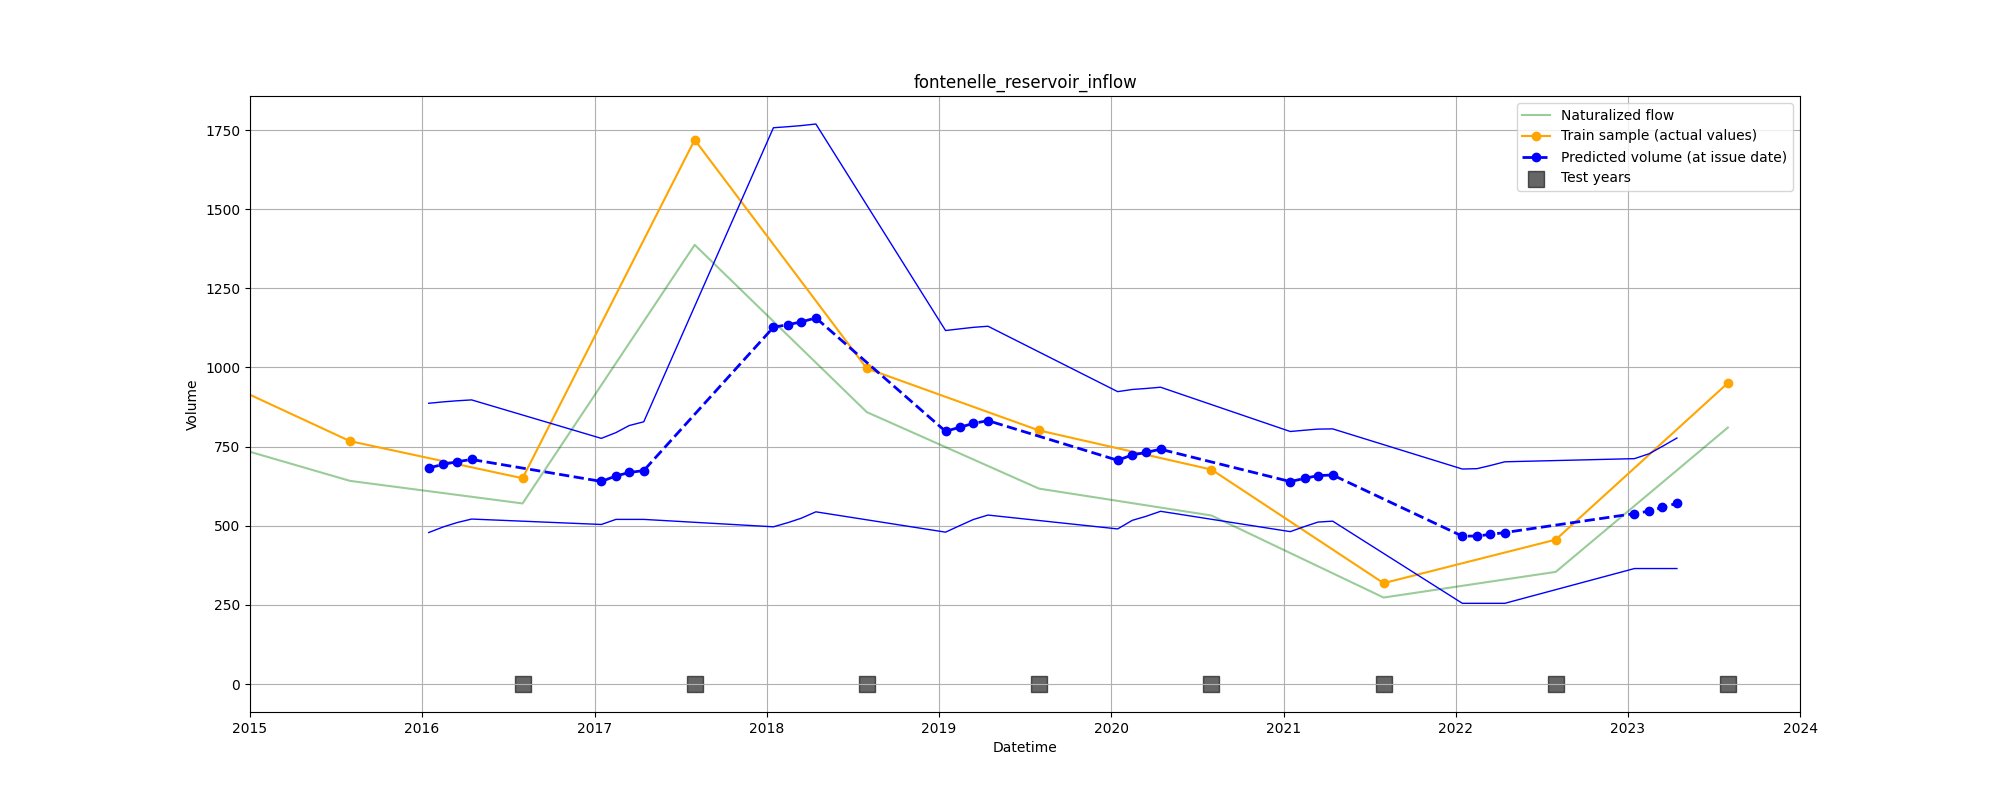 fontenelle_reservoir_inflow
Naturalized flow
Train sample (actual values)
Predicted volume (at issue date)
Test years
Volume
1750
1500
1250
1000
750
500
250
0
2015 2016 2017 2018 2019 2020 2021 2022 2023 2024
Datetime